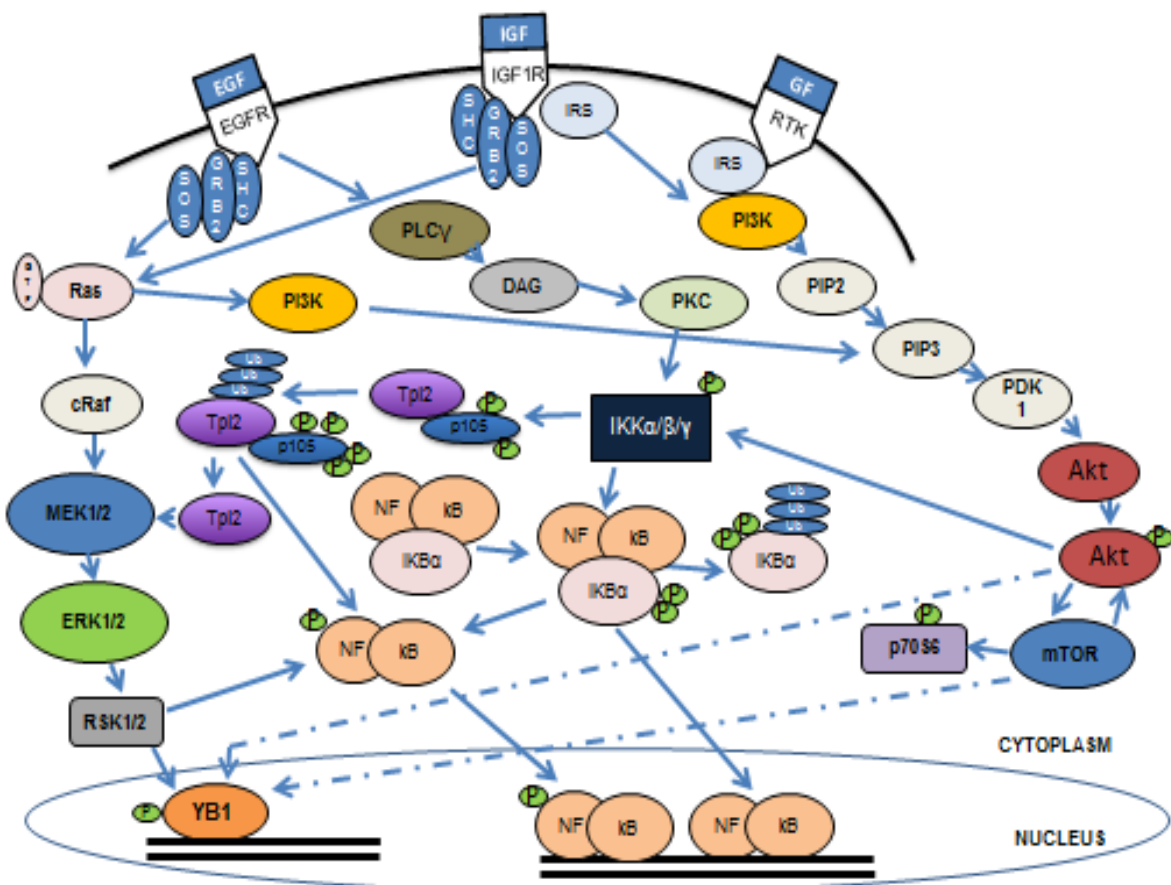 IGF
IGF1R
EGF
EGFR
GF
RTK
SHC
GRB2
SOS
IRS
SOS
GRB2
SHC
IRS
PI3K
PLCγ
GTP
Ras
PI3K
DAG
PKC
PIP2
PIP3
Ub
Ub
Ub
cRaf
Tpl2
p105
P
P
P
P
Tpl2
p105
P
P
IKKα/β/γ
P
PDK
1
Akt
MEK1/2
Tpl2
NF
kB
IKBα
NF
kB
IKBα
P
P
Ub
Ub
Ub
P
P
IKBα
Akt
P
ERK1/2
P
NF
kB
P
p70S6
mTOR
RSK1/2
CYTOPLASM
P
YB1
P
NF
kB
NF
kB
NUCLEUS